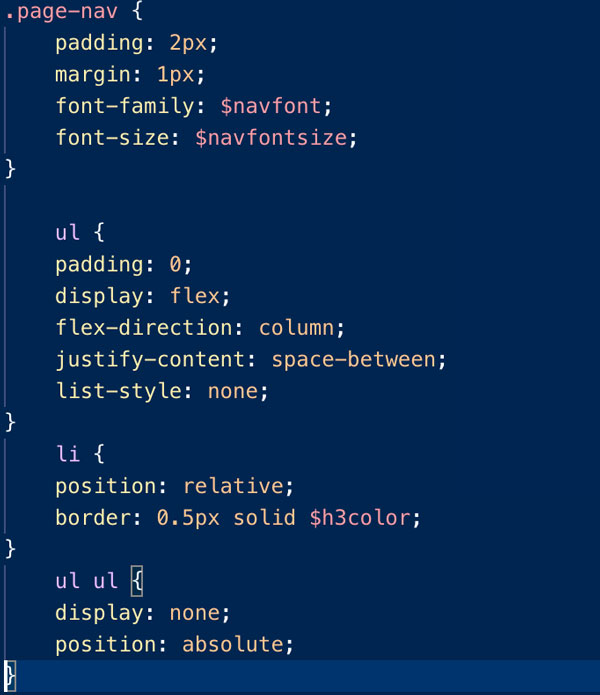 .page-nav {
    padding: 2px;
    margin: 1px;
    font-family: $navfont;
    font-size: $navfontsize;
}

    ul {
    padding: 0;
    display: flex;
    flex-direction: column;
    justify-content: space-between;
    list-style: none;
}
    li {
    position: relative;
    border: 0.5px solid $h3color;
}
    ul ul {
    display: none;
    position: absolute;
}